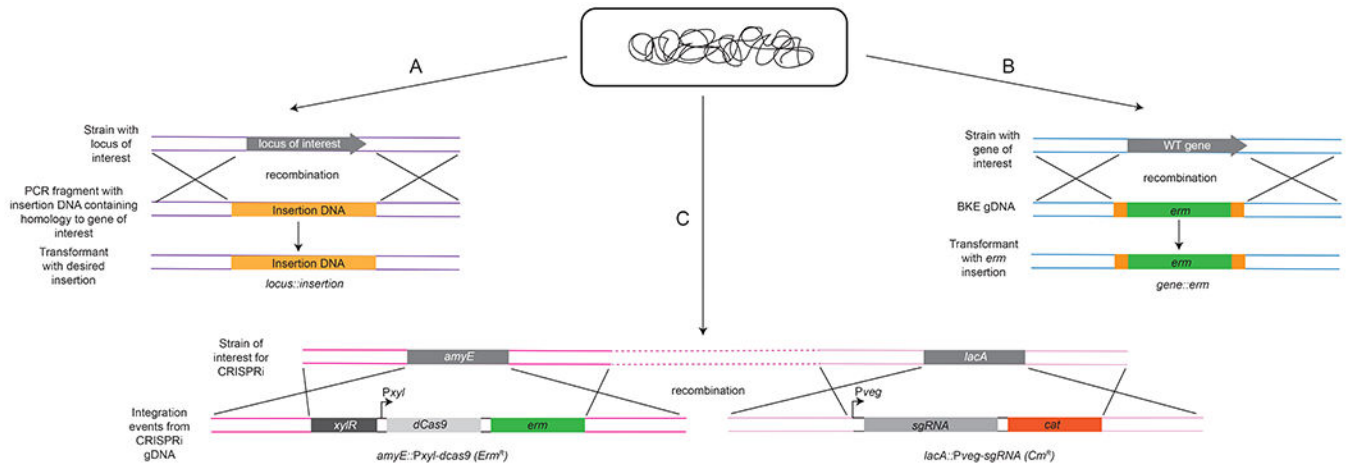 A
B
Strain with
locus of
interest
locus of interest
recombination
PCR fragment with
insertion DNA containing
homology to gene of
interest
Insertion DNA
Transformant
with desired
insertion
Insertion DNA
locus::insertion
Strain with
gene of
interest
WT gene
recombination
BKE gDNA
erm
Transformant
with erm
insertion
erm
gene::erm
C
Strain of
interest for
CRISPRi
amyE
lacA
recombination
Pxyl
Pveg
Integration
events from
CRISPRi
gDNA
xylR
dCas9
erm
sgRNA
cat
amyE::Pxyl-dcas9 (Ermᴿ)
lacA::Pveg-sgRNA (Cmᴿ)